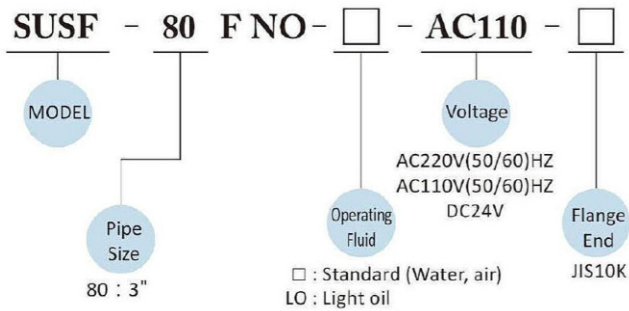 SUSF - 80 F NO - □ - AC110 - □
MODEL
Voltage
AC220V(50/60)HZ
AC110V(50/60)HZ
DC24V
Pipe
Size
80 : 3"
Operating
Fluid
□ : Standard (Water, air)
LO : Light oil
Flange
End
JIS10K